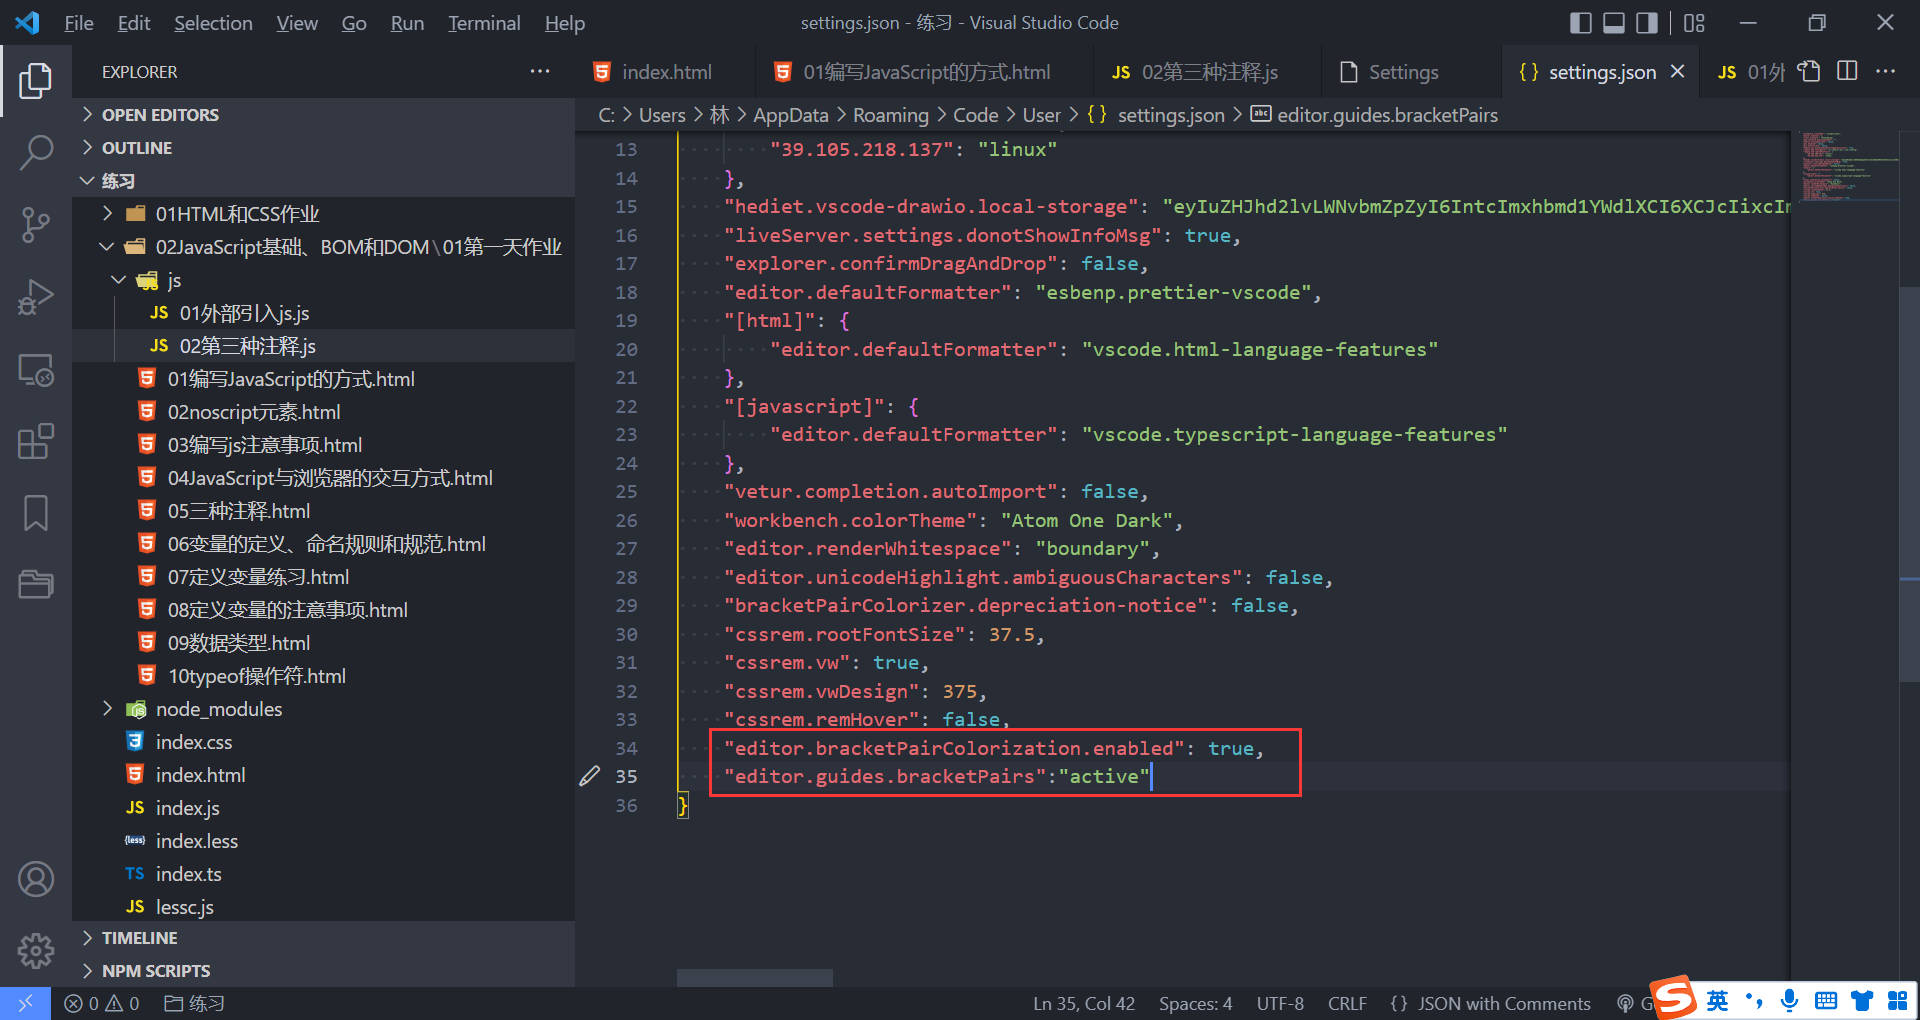 File Edit Selection View Go Run Terminal Help
settings.json - 练习 - Visual Studio Code
EXPLORER
OPEN EDITORS
OUTLINE
练习
01HTML和CSS作业
02JavaScript基础、BOM和DOM\01第一天作业
js
JS 01外部引入js.js
JS 02第三种注释.js
01编写JavaScript的方式.html
02noscript元素.html
03编写js注意事项.html
04JavaScript与浏览器的交互方式.html
05三种注释.html
06变量的定义、命名规则和规范.html
07定义变量练习.html
08定义变量的注意事项.html
09数据类型.html
10typeof操作符.html
node_modules
index.css
index.html
JS index.js
{less} index.less
TS index.ts
JS lessc.js
TIMELINE
NPM SCRIPTS
index.html 01编写JavaScript的方式.html JS 02第三种注释.js Settings {} settings.json JS 01外
C: > Users > 林 > AppData > Roaming > Code > User > {} settings.json > abc editor.guides.bracketPairs
13 "39.105.218.137": "linux"
14 },
15 "hediet.vscode-drawio.local-storage": "eyIuZHJhd2lvLWNvbmZpZyI6IntcImxhbmd1YWdlXCI6XCJcIixcIm
16 "liveServer.settings.donotShowInfoMsg": true,
17 "explorer.confirmDragAndDrop": false,
18 "editor.defaultFormatter": "esbenp.prettier-vscode",
19 "[html]": {
20 "editor.defaultFormatter": "vscode.html-language-features"
21 },
22 "[javascript]": {
23 "editor.defaultFormatter": "vscode.typescript-language-features"
24 },
25 "vetur.completion.autoImport": false,
26 "workbench.colorTheme": "Atom One Dark",
27 "editor.renderWhitespace": "boundary",
28 "editor.unicodeHighlight.ambiguousCharacters": false,
29 "bracketPairColorizer.depreciation-notice": false,
30 "cssrem.rootFontSize": 37.5,
31 "cssrem.vw": true,
32 "cssrem.vwDesign": 375,
33 "cssrem.remHover": false,
34 "editor.bracketPairColorization.enabled": true,
35 "editor.guides.bracketPairs":"active"
36 }
0 0 练习 Ln 35, Col 42 Spaces: 4 UTF-8 CRLF {} JSON with Comments G
S 英